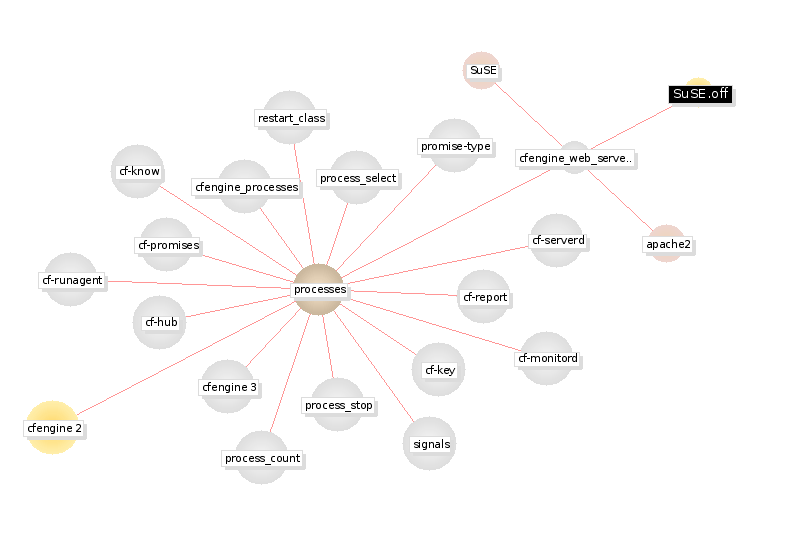 SuSE
SuSE.off
restart_class
promise-type
cfengine_web_serve..
cf-know
process_select
cfengine_processes
cf-serverd
apache2
cf-promises
cf-runagent
processes
cf-report
cf-hub
cf-monitord
cf-key
cfengine 3
process_stop
cfengine 2
signals
process_count